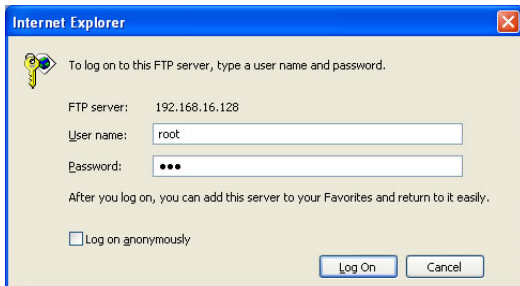 Internet Explorer
To log on to this FTP server, type a user name and password.
FTP server: 192.168.16.128
User name: root
Password: •••
After you log on, you can add this server to your Favorites and return to it easily.
Log on anonymously
Log On Cancel